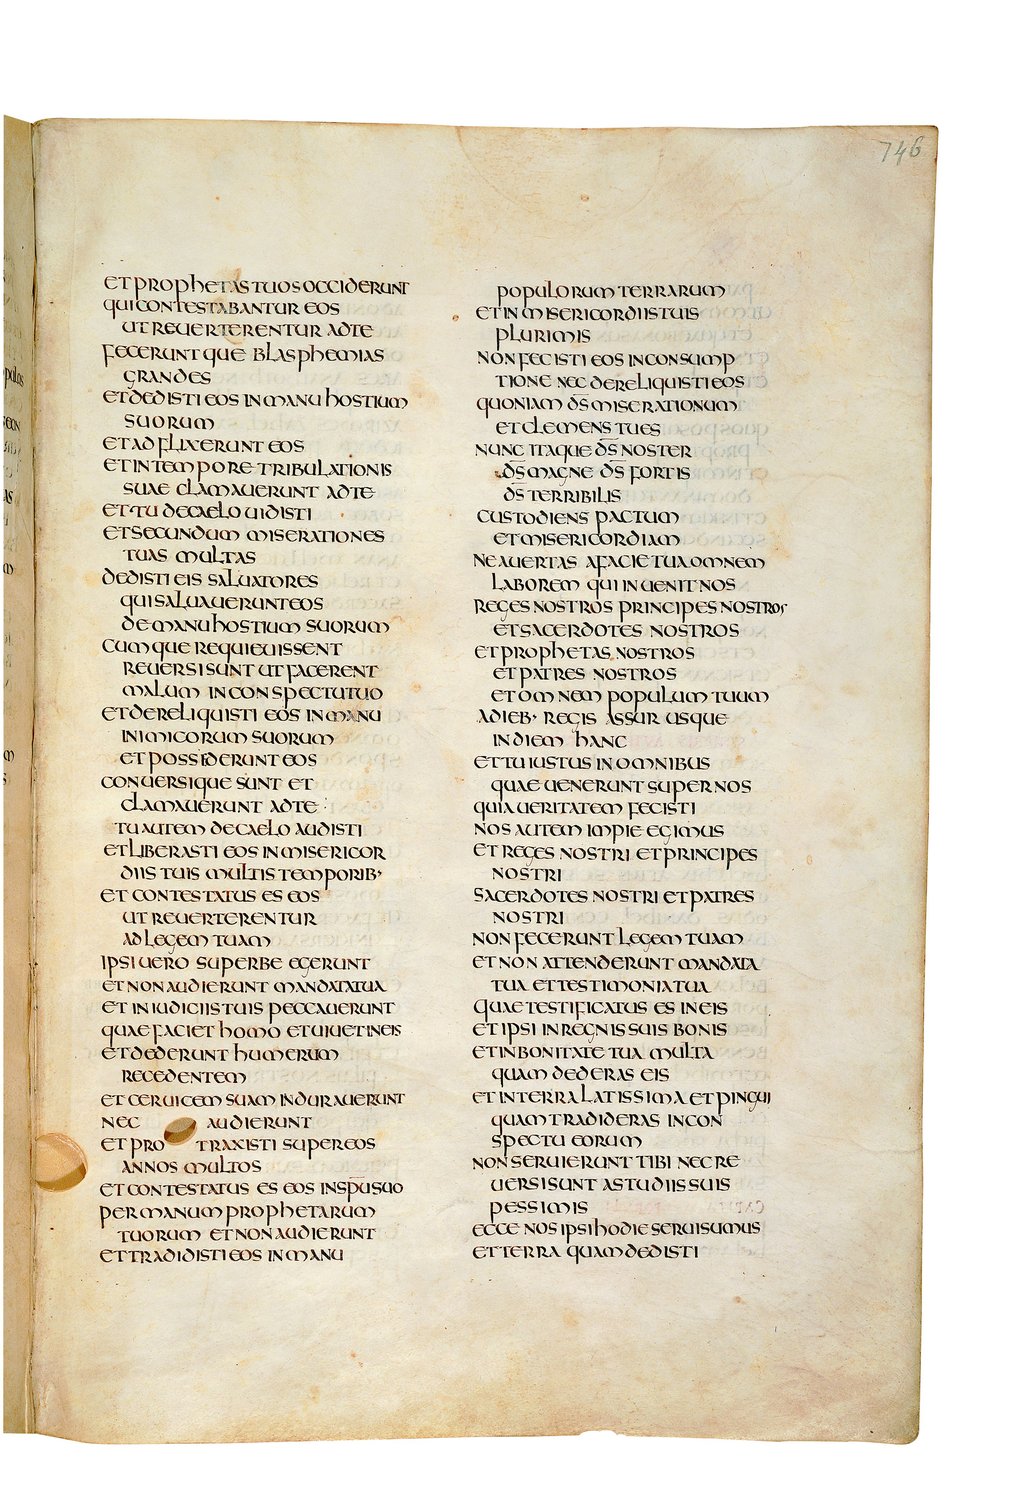 746
ET PROPHETAS TUOS OCCIDERUNT
QUI CONTESTABANTUR EOS
UT REUERTERENTUR AD TE
FECERUNTQUE BLASPHEMIAS
GRANDES
ET DEDISTI EOS IN MANU HOSTIUM
SUORUM
ET ADFLIXERUNT EOS
ET IN TEMPORE TRIBULATIONIS
SUAE CLAMAUERUNT AD TE
ET TU DE CAELO UIDISTI
ET SECUNDUM MISERATIONES
TUAS MULTAS
DEDISTI EIS SALUATORES
QUI SALUAUERUNT EOS
DE MANU HOSTIUM SUORUM
CUMQUE REQUIEUISSENT
REUERSI SUNT UT FACERENT
MALUM IN CONSPECTU TUO
ET DERELIQUISTI EOS IN MANU
INIMICORUM SUORUM
ET POSSEDERUNT EOS
CONUERSIQUE SUNT ET
CLAMAUERUNT AD TE
TU AUTEM DE CAELO AUDISTI
ET LIBERASTI EOS IN MISERICOR
DIIS TUIS MULTIS TEMPORIB·
ET CONTESTATUS ES EOS
UT REUERTERENTUR
AD LEGEM TUAM
IPSI UERO SUPERBE EGERUNT
ET NON AUDIERUNT MANDATA TUA
ET IN IUDICIIS TUIS PECCAUERUNT
QUAE FACIET HOMO ET UIUET IN EIS
ET DEDERUNT HUMERUM
RECEDENTEM
ET CERUICEM SUAM INDURAUERUNT
NEC AUDIERUNT
ET PROTRAXISTI SUPER EOS
ANNOS MULTOS
ET CONTESTATUS ES EOS IN SPŪ SUO
PER MANUM PROPHETARUM
TUORUM ET NON AUDIERUNT
ET TRADIDISTI EOS IN MANU
POPULORUM TERRARUM
ET IN MISERICORDIIS TUIS
PLURIMIS
NON FECISTI EOS IN CONSUMP
TIONE NEC DERELIQUISTI EOS
QUONIAM D̄S̄ MISERATIONUM
ET CLEMENS TU ES
NUNC ITAQUE D̄S̄ NOSTER
D̄S̄ MAGNE D̄S̄ FORTIS
D̄S̄ TERRIBILIS
CUSTODIENS PACTUM
ET MISERICORDIAM
NE AUERTAS A FACIE TUA OMNEM
LABOREM QUI INUENIT NOS
REGES NOSTROS PRINCIPES NOSTROS
ET SACERDOTES NOSTROS
ET PROPHETAS NOSTROS
ET PATRES NOSTROS
ET OMNEM POPULUM TUUM
A DIEB· REGIS ASSUR USQUE
IN DIEM HANC
ET TU IUSTUS IN OMNIBUS
QUAE UENERUNT SUPER NOS
QUIA UERITATEM FECISTI
NOS AUTEM IMPIE EGIMUS
ET REGES NOSTRI ET PRINCIPES
NOSTRI
SACERDOTES NOSTRI ET PATRES
NOSTRI
NON FECERUNT LEGEM TUAM
ET NON ATTENDERUNT MANDATA
TUA ET TESTIMONIA TUA
QUAE TESTIFICATUS ES IN EIS
ET IPSI IN REGNIS SUIS BONIS
ET IN BONITATE TUA MULTA
QUAM DEDERAS EIS
ET IN TERRA LATISSIMA ET PINGUI
QUAM TRADIDERAS IN CON
SPECTU EORUM
NON SERUIERUNT TIBI NEC RE
UERSI SUNT A STUDIIS SUIS
PESSIMIS
ECCE NOS IPSI HODIE SERUI SUMUS
ET TERRA QUAM DEDISTI